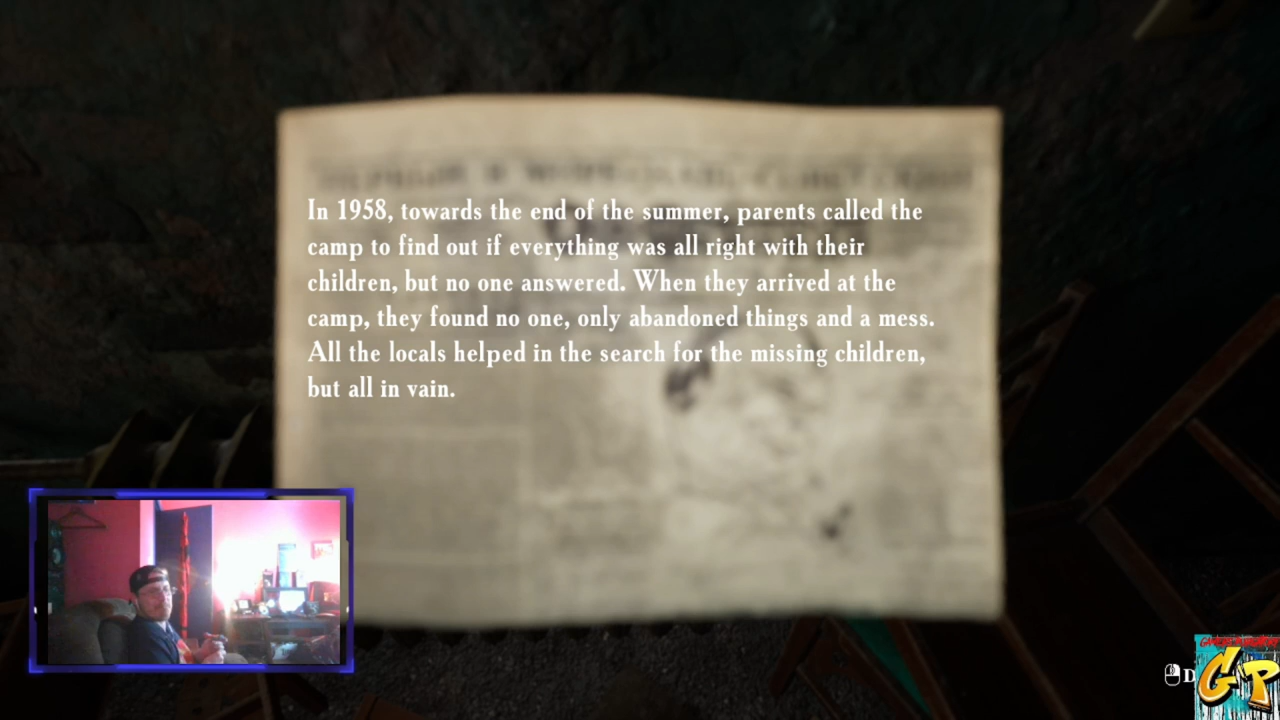 In 1958, towards the end of the summer, parents called the
camp to find out if everything was all right with their
children, but no one answered. When they arrived at the
camp, they found no one, only abandoned things and a mess.
All the locals helped in the search for the missing children,
but all in vain.
D
GP